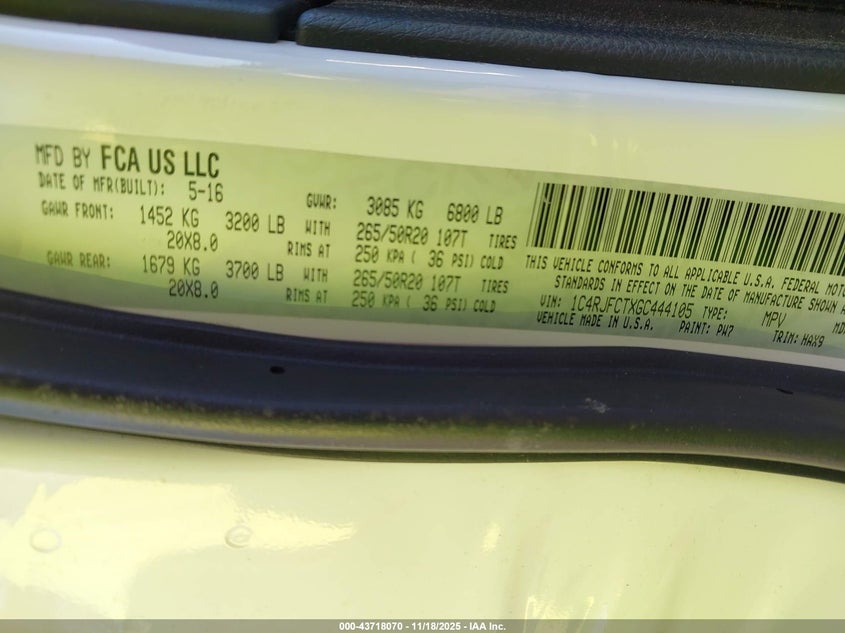 MFD BY FCA US LLC
DATE OF MFR(BUILT): 5-16
GVWR: 3085 KG 6800 LB
GAWR FRONT: 1452 KG 3200 LB WITH 265/50R20 107T TIRES
20X8.0 RIMS AT 250 KPA ( 36 PSI) COLD
GAWR REAR: 1679 KG 3700 LB WITH 265/50R20 107T TIRES
20X8.0 RIMS AT 250 KPA ( 36 PSI) COLD
THIS VEHICLE CONFORMS TO ALL APPLICABLE U.S.A. FEDERAL MOTO
STANDARDS IN EFFECT ON THE DATE OF MANUFACTURE SHOWN A
VIN: 1C4RJFCTXGC444105 TYPE: MPV MD
VEHICLE MADE IN U.S.A. PAINT: PW7 TRIM: HAX9
000-43718070 - 11/18/2025 - IAA Inc.